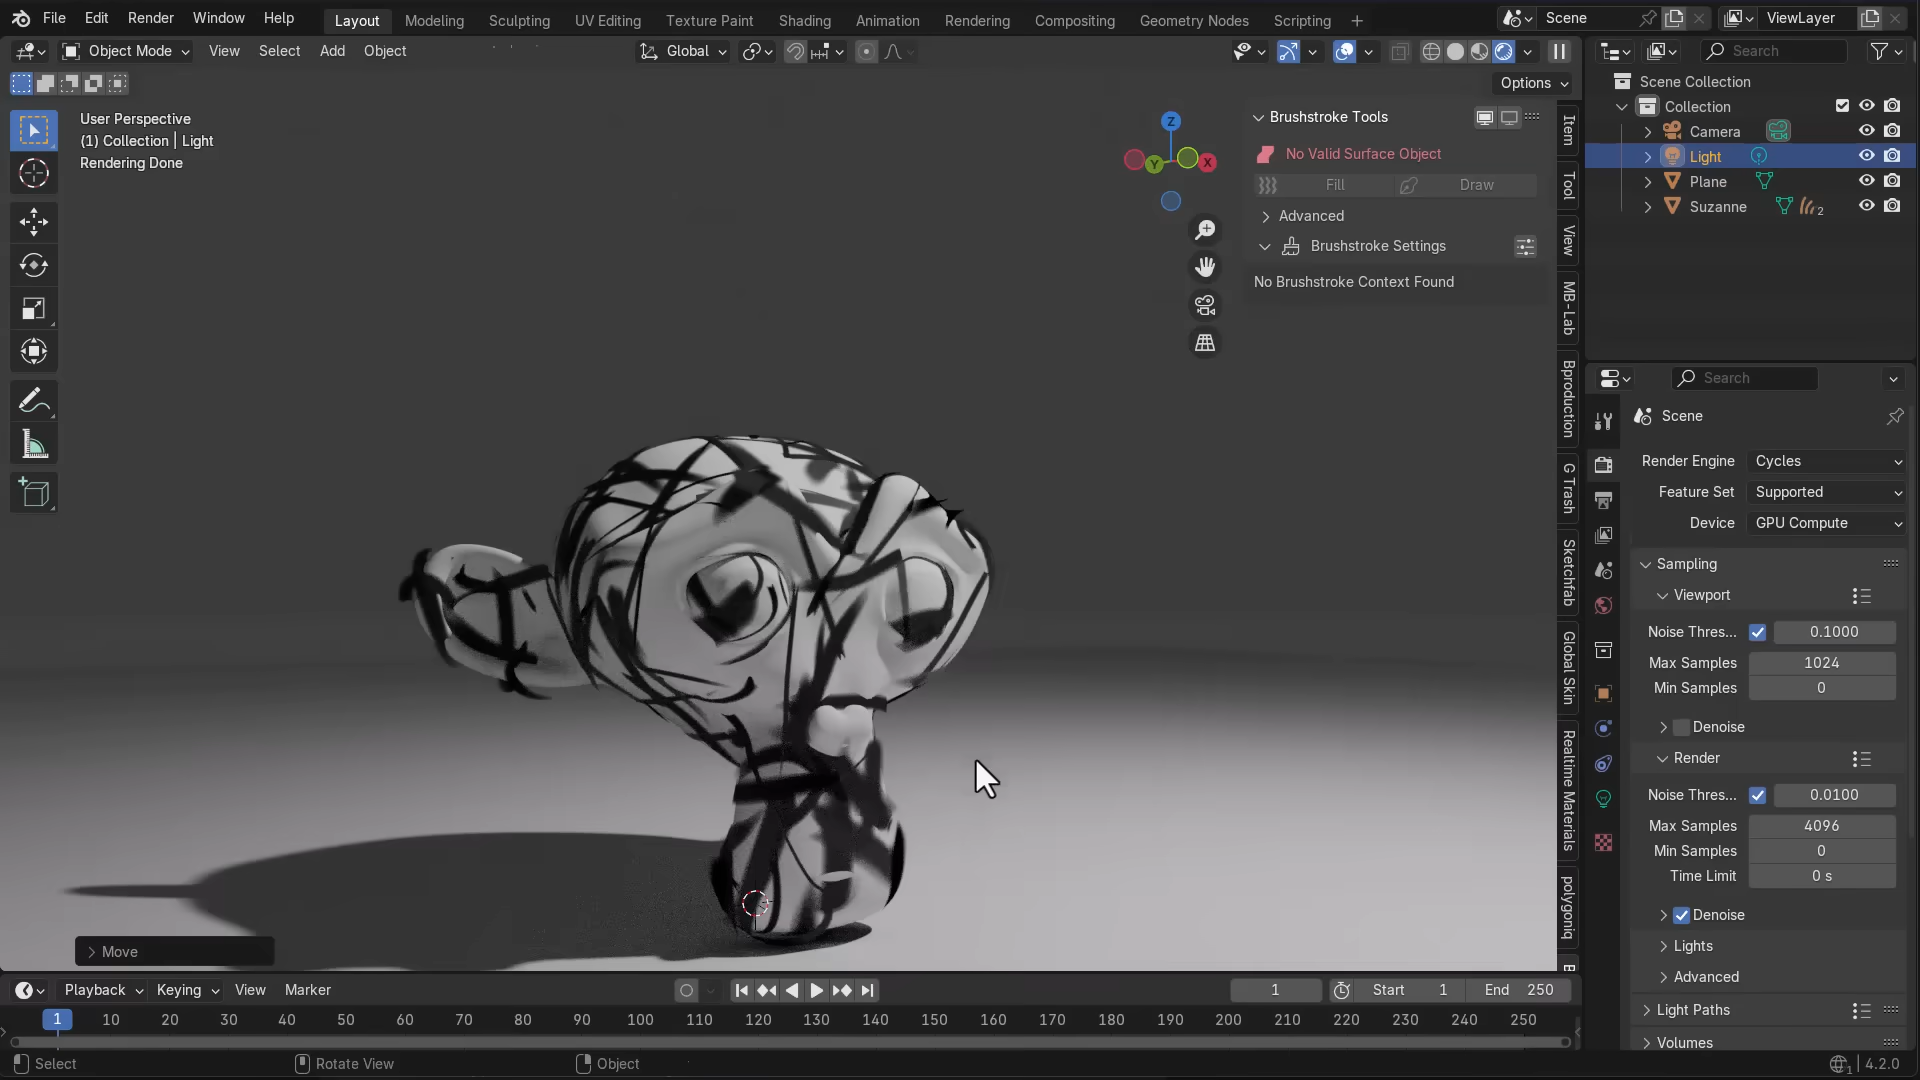 File Edit Render Window Help Layout Modeling Sculpting UV Editing Texture Paint Shading Animation Rendering Compositing Geometry Nodes Scripting Scene ViewLayer
Object Mode View Select Add Object Global Search
Options
User Perspective
(1) Collection | Light
Rendering Done
Z
Y
X
Brushstroke Tools
No Valid Surface Object
Fill Draw
Advanced
Brushstroke Settings
No Brushstroke Context Found
Item
Tool
View
MB-Lab
Bproduction
G Trash
Sketchfab
Global Skin
Realtime Materials
polygoniq
B
Scene Collection
Collection
Camera
Light
Plane
Suzanne 2
Search
Scene
Render Engine Cycles
Feature Set Supported
Device GPU Compute
Sampling
Viewport
Noise Thres... 0.1000
Max Samples 1024
Min Samples 0
Denoise
Render
Noise Thres... 0.0100
Max Samples 4096
Min Samples 0
Time Limit 0 s
Denoise
Lights
Advanced
Light Paths
Volumes
Move
Playback Keying View Marker 1 Start 1 End 250
1 10 20 30 40 50 60 70 80 90 100 110 120 130 140 150 160 170 180 190 200 210 220 230 240 250
Select Rotate View Object 1 4.2.0